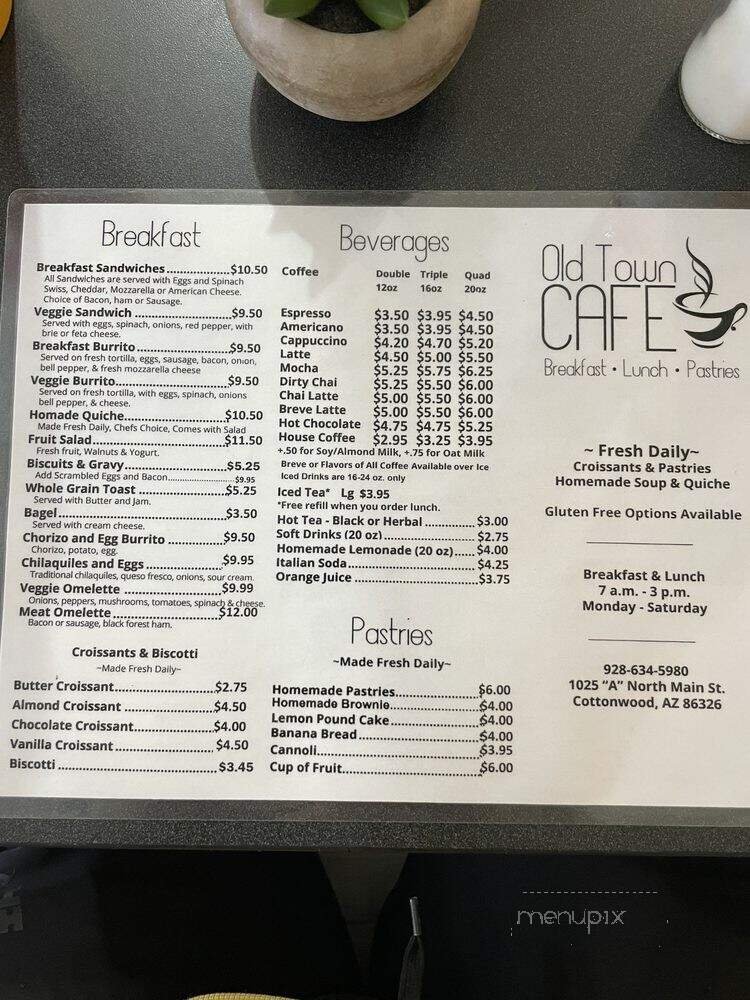 Breakfast
Breakfast Sandwiches..................$10.50
All Sandwiches are served with Eggs and Spinach
Swiss, Cheddar, Mozzarella or American Cheese.
Choice of Bacon, ham or Sausage.
Veggie Sandwich ............................$9.50
Served with eggs, spinach, onions, red pepper, with
brie or feta cheese.
Breakfast Burrito...........................$9.50
Served on fresh tortilla, eggs, sausage, bacon, onion,
bell pepper, & fresh mozzarella cheese
Veggie Burrito...............................$9.50
Served on fresh tortilla, with eggs, spinach, onions
bell pepper, & cheese.
Homade Quiche...........................$10.50
Made Fresh Daily, Chefs Choice, Comes with Salad
Fruit Salad.....................................$11.50
Fresh fruit, Walnuts & Yogurt.
Biscuits & Gravy.............................$5.25
Add Scrambled Eggs and Bacon...........................$9.95
Whole Grain Toast .........................$5.25
Served with Butter and Jam.
Bagel................................................$3.50
Served with cream cheese.
Chorizo and Egg Burrito ................$9.50
Chorizo, potato, egg.
Chilaquiles and Eggs ......................$9.95
Traditional chilaquiles, queso fresco, onions, sour cream.
Veggie Omelette ............................$9.99
Onions, peppers, mushrooms, tomatoes, spinach & cheese.
Meat Omelette ..............................$12.00
Bacon or sausage, black forest ham.
Croissants & Biscotti
~Made Fresh Daily~
Butter Croissant............................$2.75
Almond Croissant .........................$4.50
Chocolate Croissant.......................$4.00
Vanilla Croissant ............................$4.50
Biscotti .............................................$3.45
Beverages
Coffee Double Triple Quad
12oz 16oz 20oz
Espresso $3.50 $3.95 $4.50
Americano $3.50 $3.95 $4.50
Cappuccino $4.20 $4.70 $5.20
Latte $4.50 $5.00 $5.50
Mocha $5.25 $5.75 $6.25
Dirty Chai $5.25 $5.50 $6.00
Chai Latte $5.00 $5.50 $6.00
Breve Latte $5.00 $5.50 $6.00
Hot Chocolate $4.75 $4.75 $5.25
House Coffee $2.95 $3.25 $3.95
+.50 for Soy/Almond Milk, +.75 for Oat Milk
Breve or Flavors of All Coffee Available over Ice
Iced Drinks are 16-24 oz. only
Iced Tea* Lg $3.95
*Free refill when you order lunch.
Hot Tea - Black or Herbal ..................$3.00
Soft Drinks (20 oz) ......................$2.75
Homemade Lemonade (20 oz).....$4.00
Italian Soda....................................$4.25
Orange Juice ..................................$3.75
Pastries
~Made Fresh Daily~
Homemade Pastries.....................$6.00
Homemade Brownie......................$4.00
Lemon Pound Cake.......................$4.00
Banana Bread.................................$4.00
Cannoli............................................$3.95
Cup of Fruit.....................................$6.00
Old Town
CAFE
Breakfast • Lunch • Pastries
~ Fresh Daily~
Croissants & Pastries
Homemade Soup & Quiche
Gluten Free Options Available
Breakfast & Lunch
7 a.m. - 3 p.m.
Monday - Saturday
928-634-5980
1025 “A” North Main St.
Cottonwood, AZ 86326
menupix